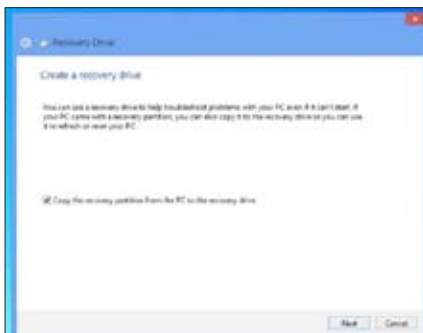 Recovery Drive
Create a recovery drive
You can use a recovery drive to help troubleshoot problems with your PC even if it can't start. If
your PC came with a recovery partition, you can also copy it to the recovery drive so you can use
it to refresh or reset your PC.
Copy the recovery partition from the PC to the recovery drive.
Next
Cancel